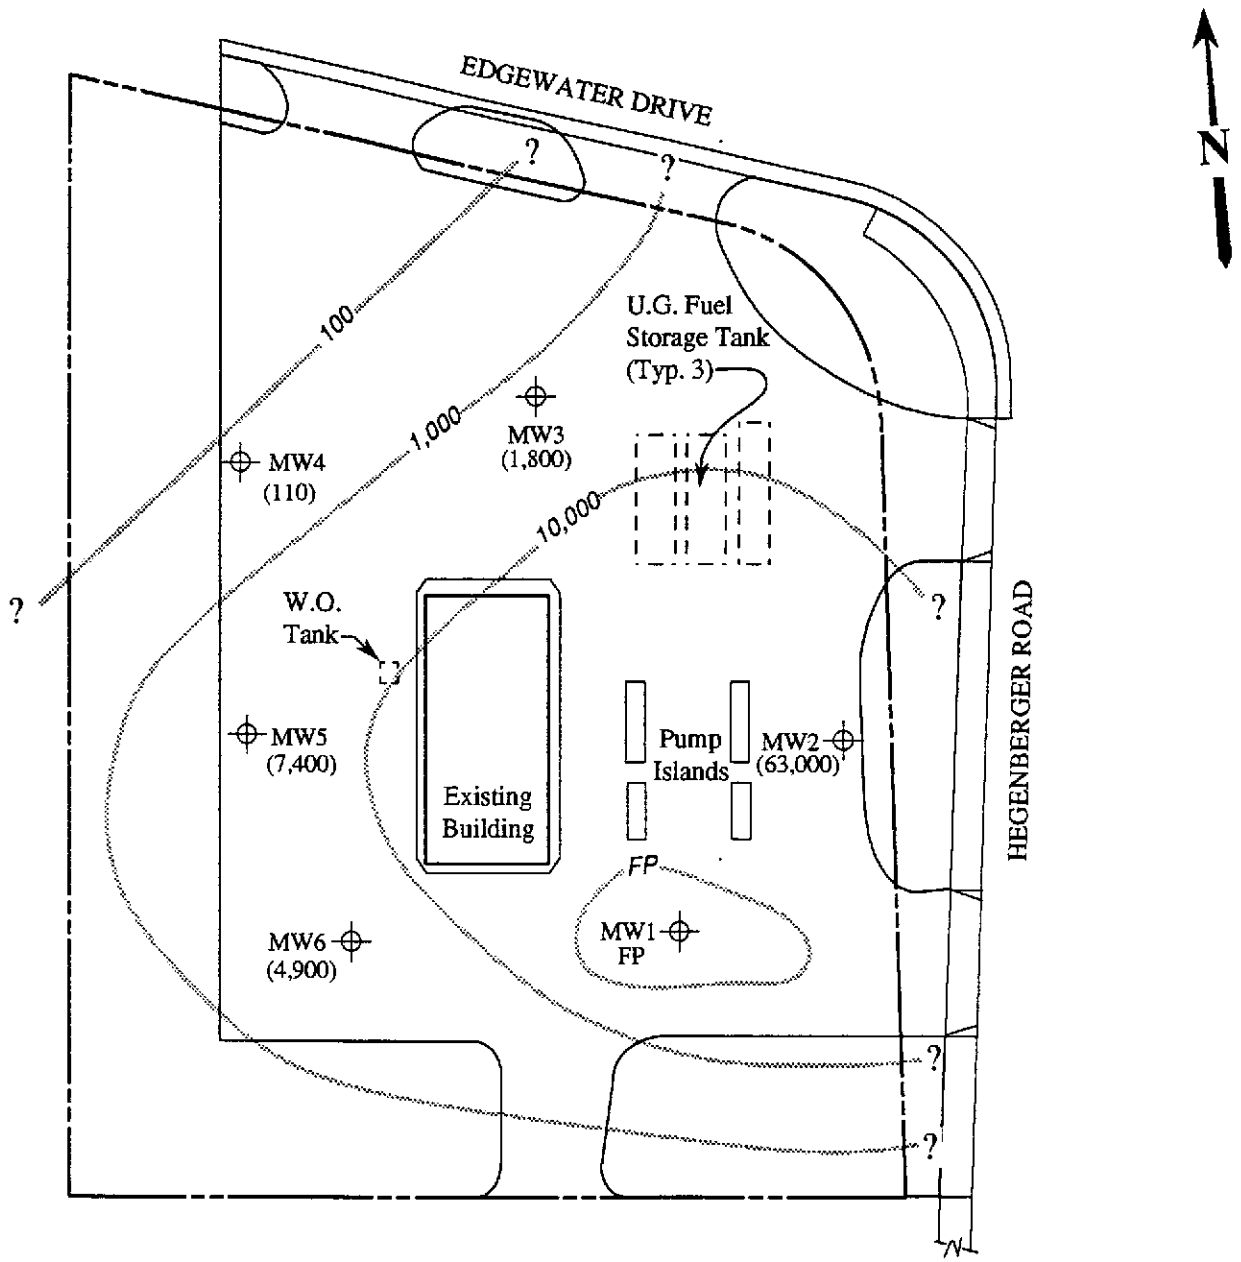 EDGEWATER DRIVE
N
?
?
U.G. Fuel
Storage Tank
(Typ. 3)
100
1,000
MW3
(1,800)
MW4
(110)
10,000
?
W.O.
Tank
?
HEGENBERGER ROAD
MW5
(7,400)
Pump
Islands
MW2
(63,000)
Existing
Building
FP
MW1
FP
MW6
(4,900)
?
?